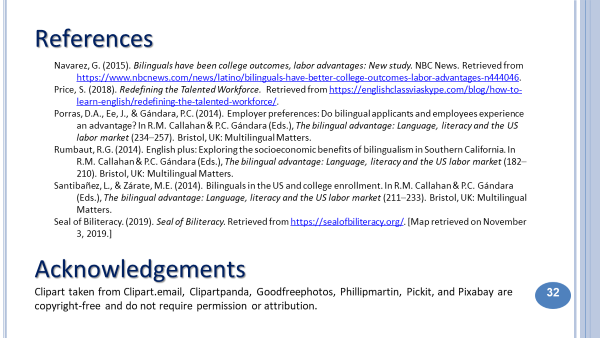 References
Navarez, G. (2015). Bilinguals have been college outcomes, labor advantages: New study. NBC News. Retrieved from
https://www.nbcnews.com/news/latino/bilinguals-have-better-college-outcomes-labor-advantages-n444046.
Price, S. (2018). Redefining the Talented Workforce. Retrieved from https://englishclassviaskype.com/blog/how-to-
learn-english/redefining-the-talented-workforce/.
Porras, D.A., Ee, J., & Gándara, P.C. (2014). Employer preferences: Do bilingual applicants and employees experience
an advantage? In R.M. Callahan & P.C. Gándara (Eds.), The bilingual advantage: Language, literacy and the US
labor market (234–257). Bristol, UK: Multilingual Matters.
Rumbaut, R.G. (2014). English plus: Exploring the socioeconomic benefits of bilingualism in Southern California. In
R.M. Callahan & P.C. Gándara (Eds.), The bilingual advantage: Language, literacy and the US labor market (182–
210). Bristol, UK: Multilingual Matters.
Santibañez, L., & Zárate, M.E. (2014). Bilinguals in the US and college enrollment. In R.M. Callahan & P.C. Gándara
(Eds.), The bilingual advantage: Language, literacy and the US labor market (211–233). Bristol, UK: Multilingual
Matters.
Seal of Biliteracy. (2019). Seal of Biliteracy. Retrieved from https://sealofbiliteracy.org/. [Map retrieved on November
3, 2019.]
Acknowledgements
Clipart taken from Clipart.email, Clipartpanda, Goodfreephotos, Phillipmartin, Pickit, and Pixabay are
copyright-free and do not require permission or attribution.
32